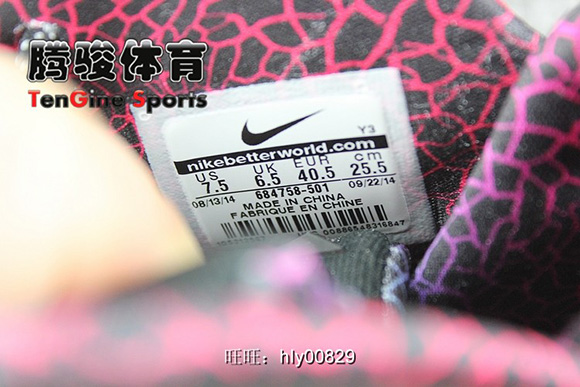 腾骏体育
TenGine Sports
Y3
nikebetterworld.com
US UK EUR cm
7.5 6.5 40.5 25.5
08/13/14 684758-501 09/22/14
MADE IN CHINA
FABRIQUE EN CHINE
00886548316847
旺旺：hly00829